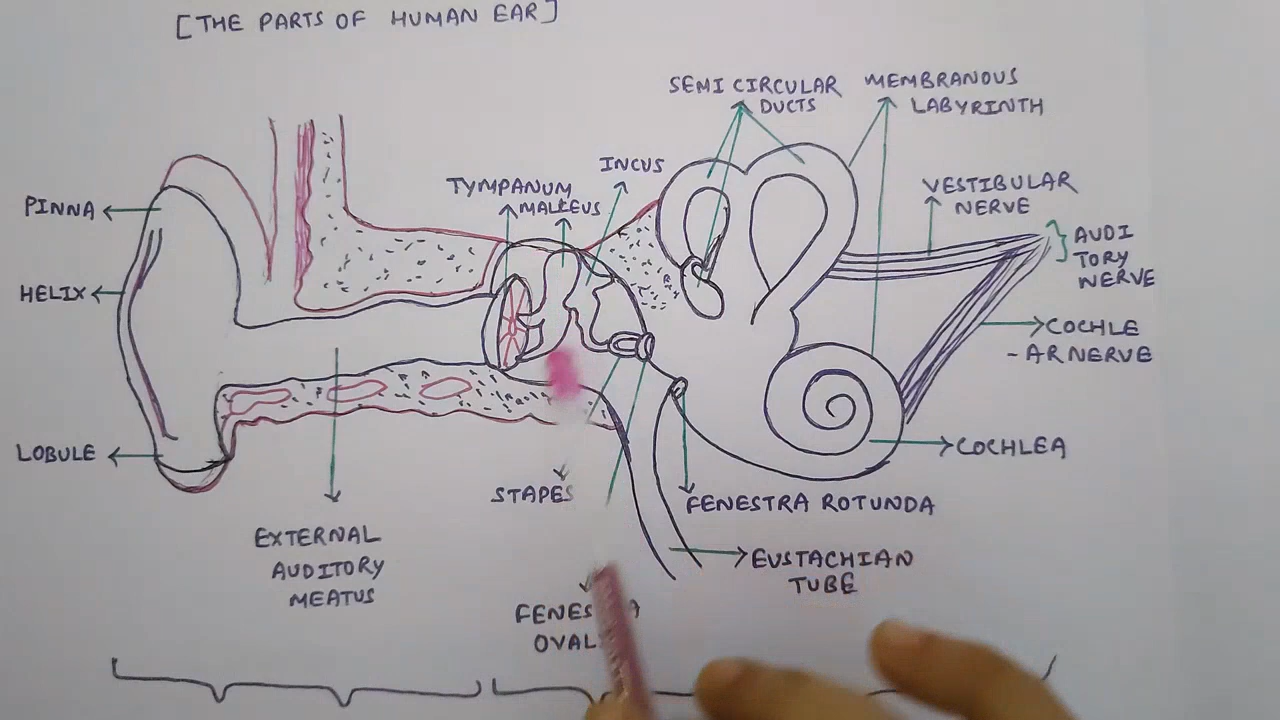 [THE PARTS OF HUMAN EAR]
SEMI CIRCULAR
DUCTS
MEMBRANOUS
LABYRINTH
INCUS
TYMPANUM
MALLEUS
VESTIBULAR
NERVE
PINNA
AUDI
TORY
NERVE
HELIX
COCHLE
-AR NERVE
LOBULE
COCHLEA
STAPES
FENESTRA ROTUNDA
EXTERNAL
AUDITORY
MEATUS
EUSTACHIAN
TUBE